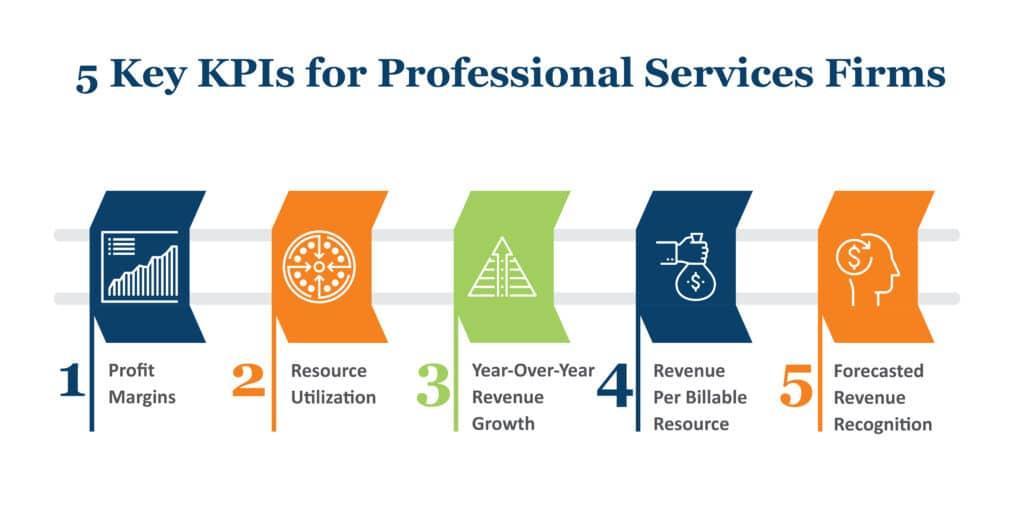 5 Key KPIs for Professional Services Firms
1
Profit
Margins
2
Resource
Utilization
3
Year-Over-Year
Revenue
Growth
4
Revenue
Per Billable
Resource
5
Forecasted
Revenue
Recognition
$
$